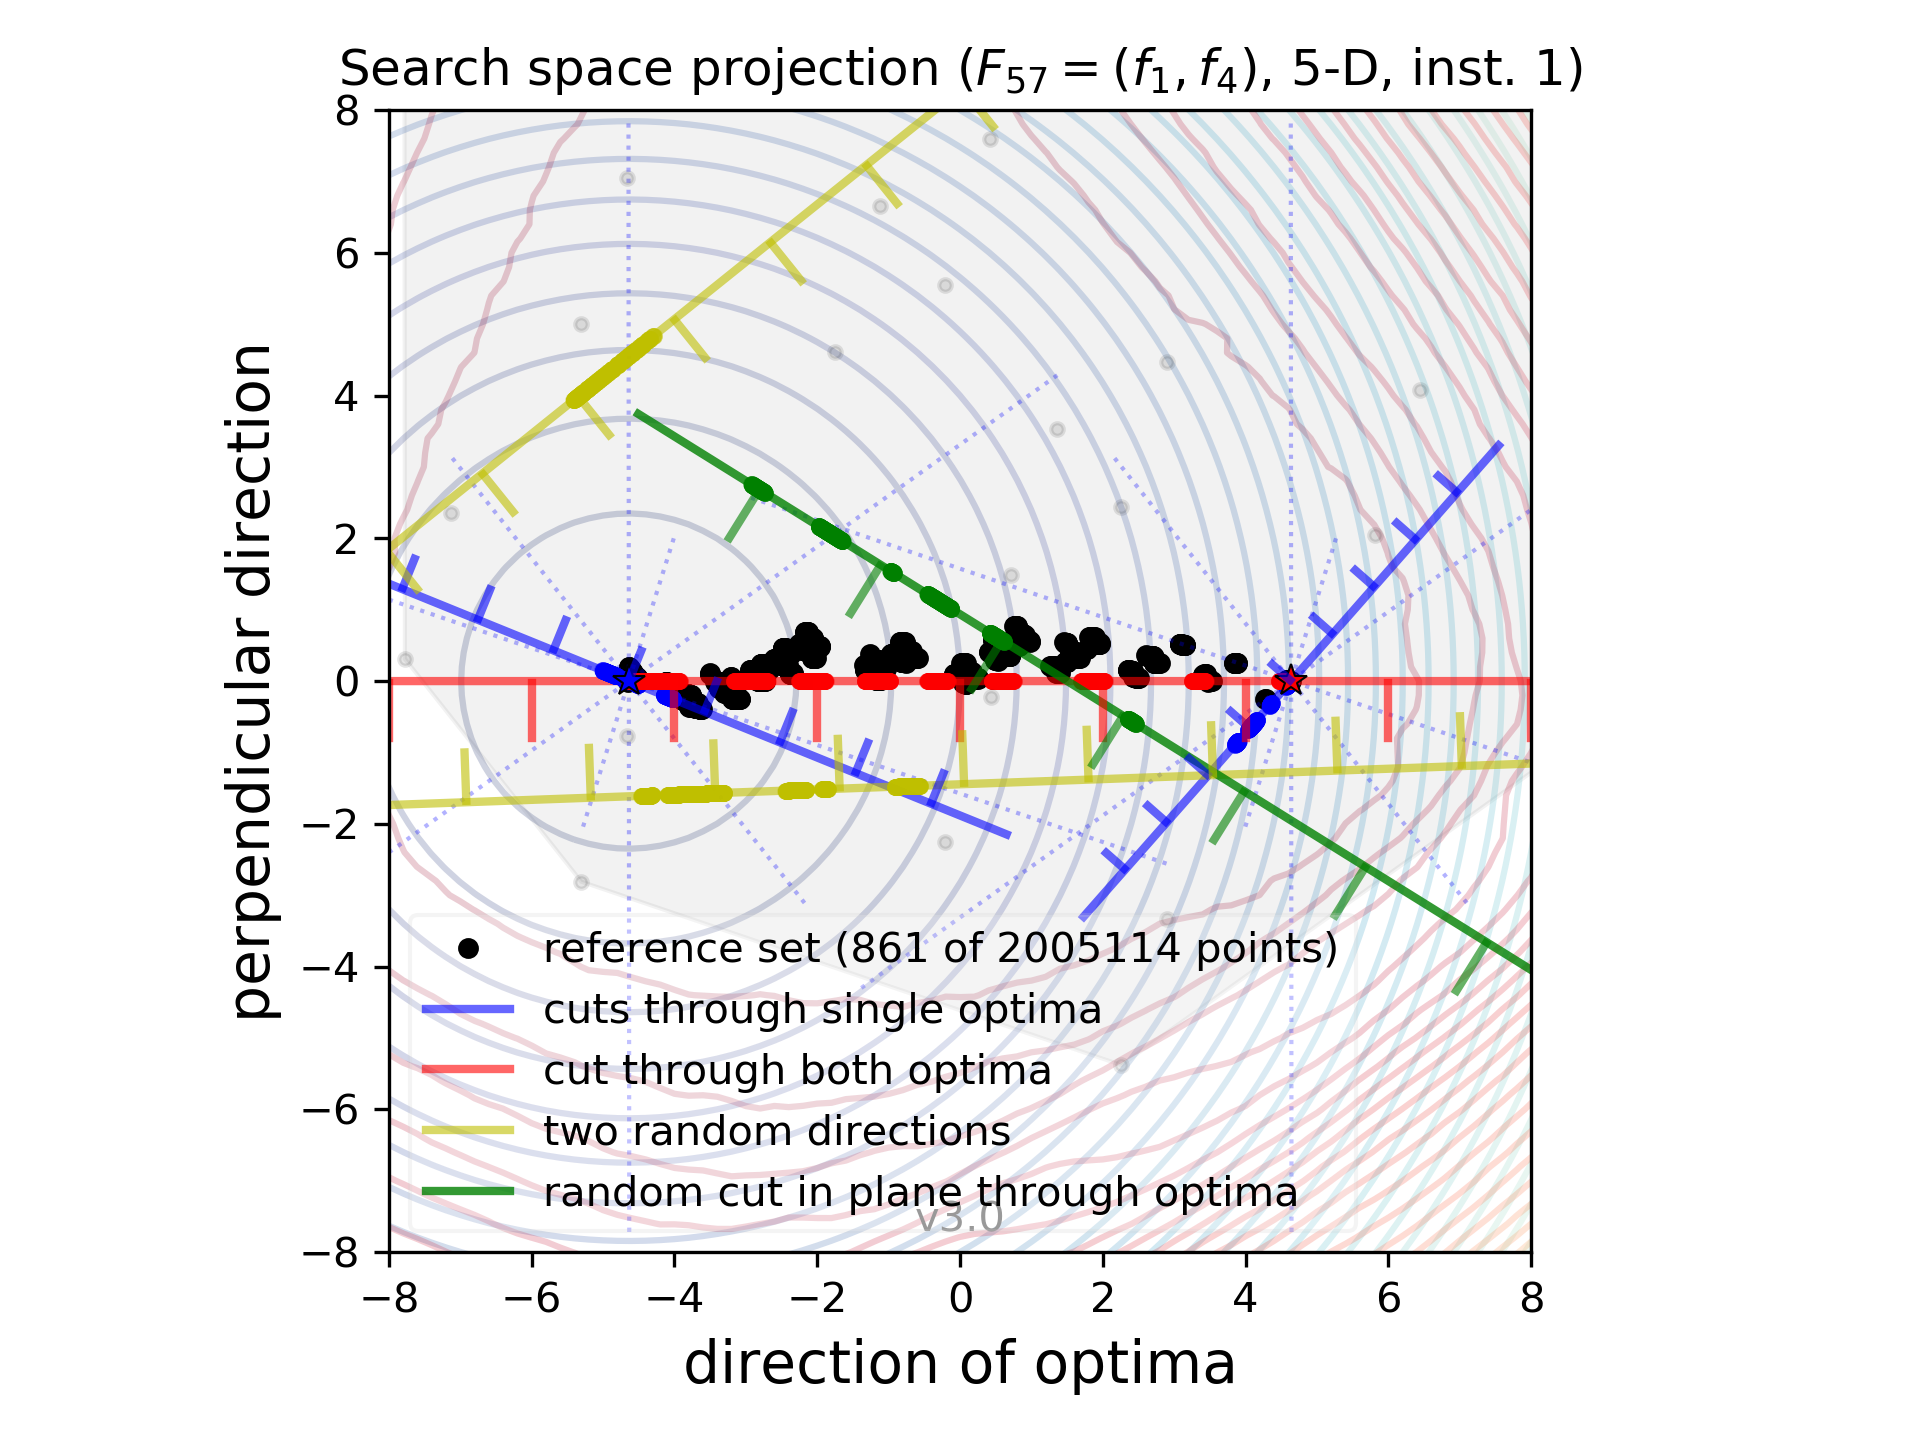 Search space projection (F57 = (f1, f4), 5-D, inst. 1)
perpendicular direction
8
6
4
2
0
−2
−4
−6
−8
reference set (861 of 2005114 points)
cuts through single optima
cut through both optima
two random directions
random cut in plane through optima
v3.0
−8 −6 −4 −2 0 2 4 6 8
direction of optima